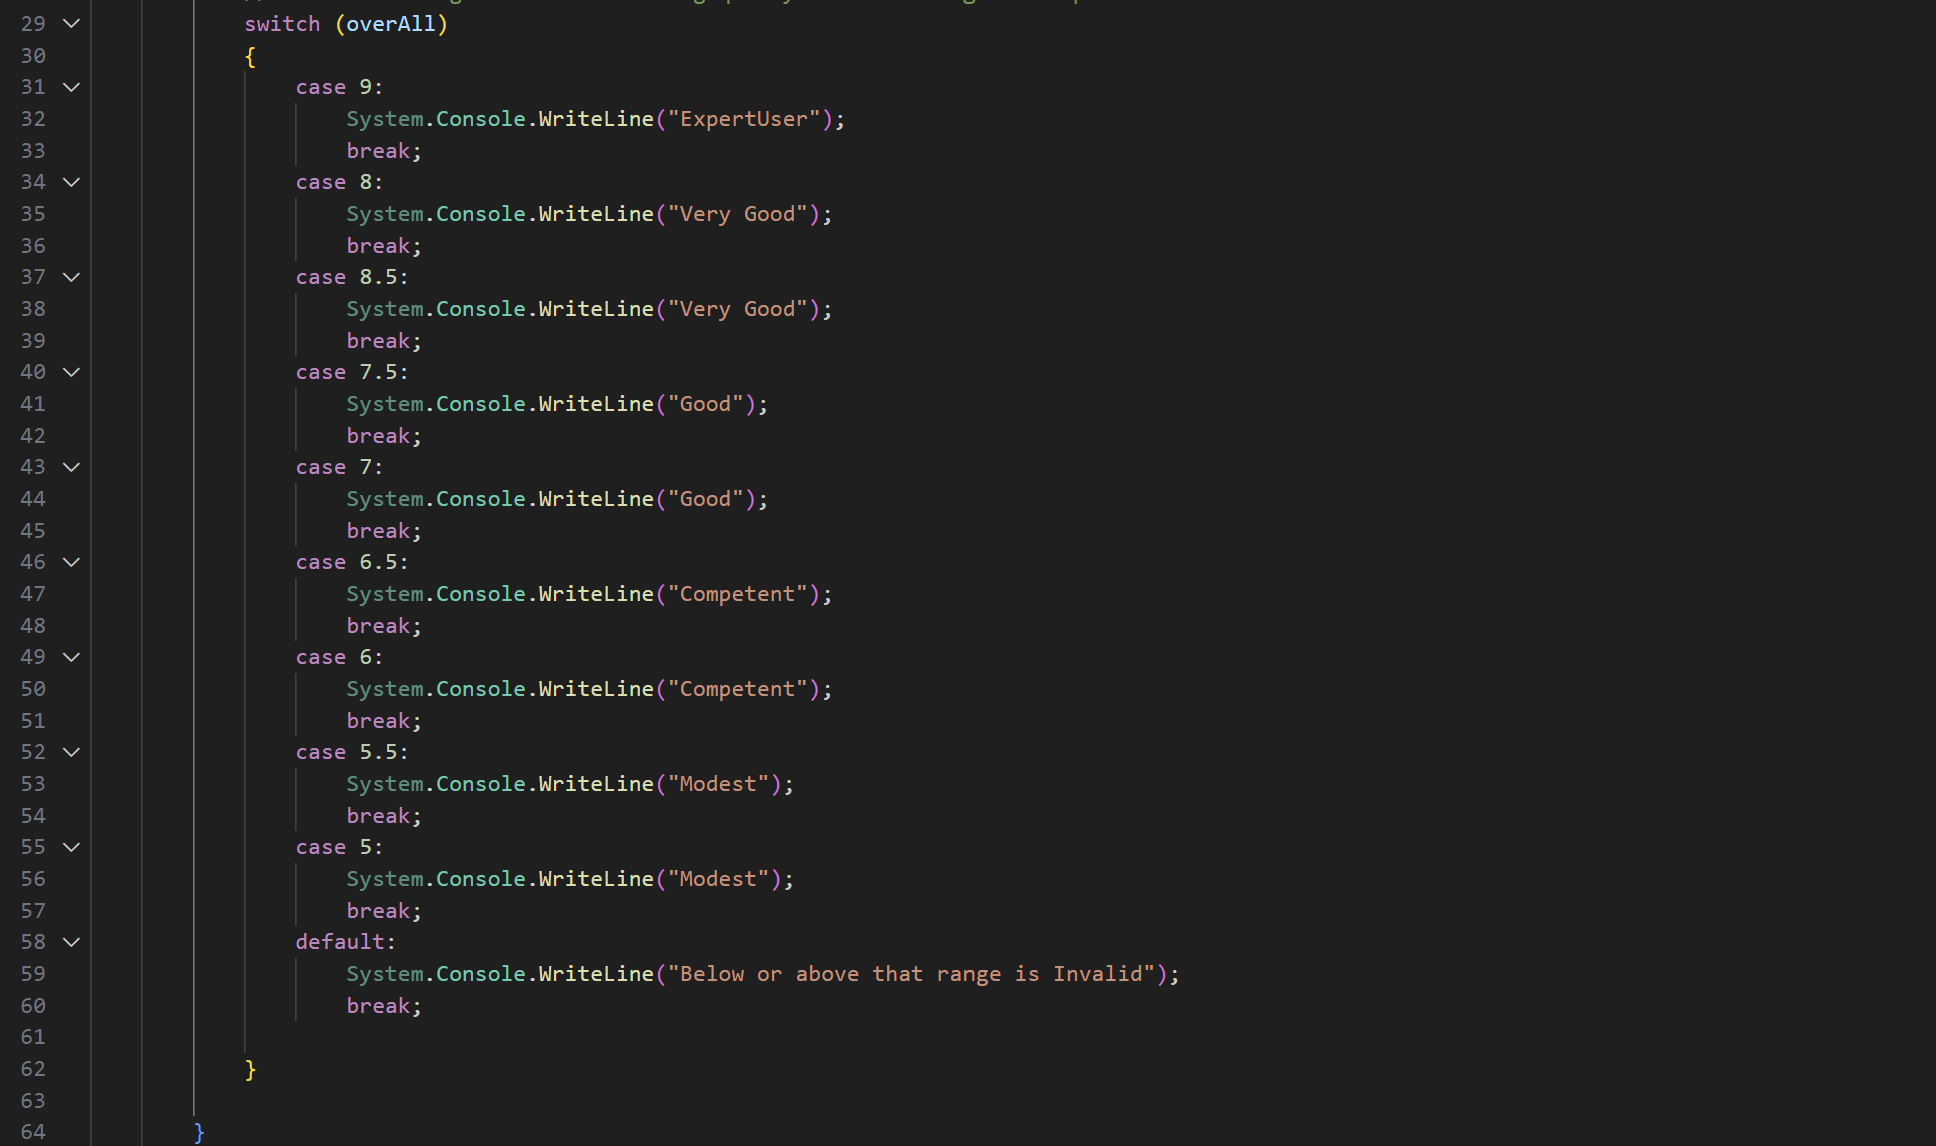 29 switch (overAll)
30 {
31 case 9:
32 System.Console.WriteLine("ExpertUser");
33 break;
34 case 8:
35 System.Console.WriteLine("Very Good");
36 break;
37 case 8.5:
38 System.Console.WriteLine("Very Good");
39 break;
40 case 7.5:
41 System.Console.WriteLine("Good");
42 break;
43 case 7:
44 System.Console.WriteLine("Good");
45 break;
46 case 6.5:
47 System.Console.WriteLine("Competent");
48 break;
49 case 6:
50 System.Console.WriteLine("Competent");
51 break;
52 case 5.5:
53 System.Console.WriteLine("Modest");
54 break;
55 case 5:
56 System.Console.WriteLine("Modest");
57 break;
58 default:
59 System.Console.WriteLine("Below or above that range is Invalid");
60 break;
61
62 }
63
64 }